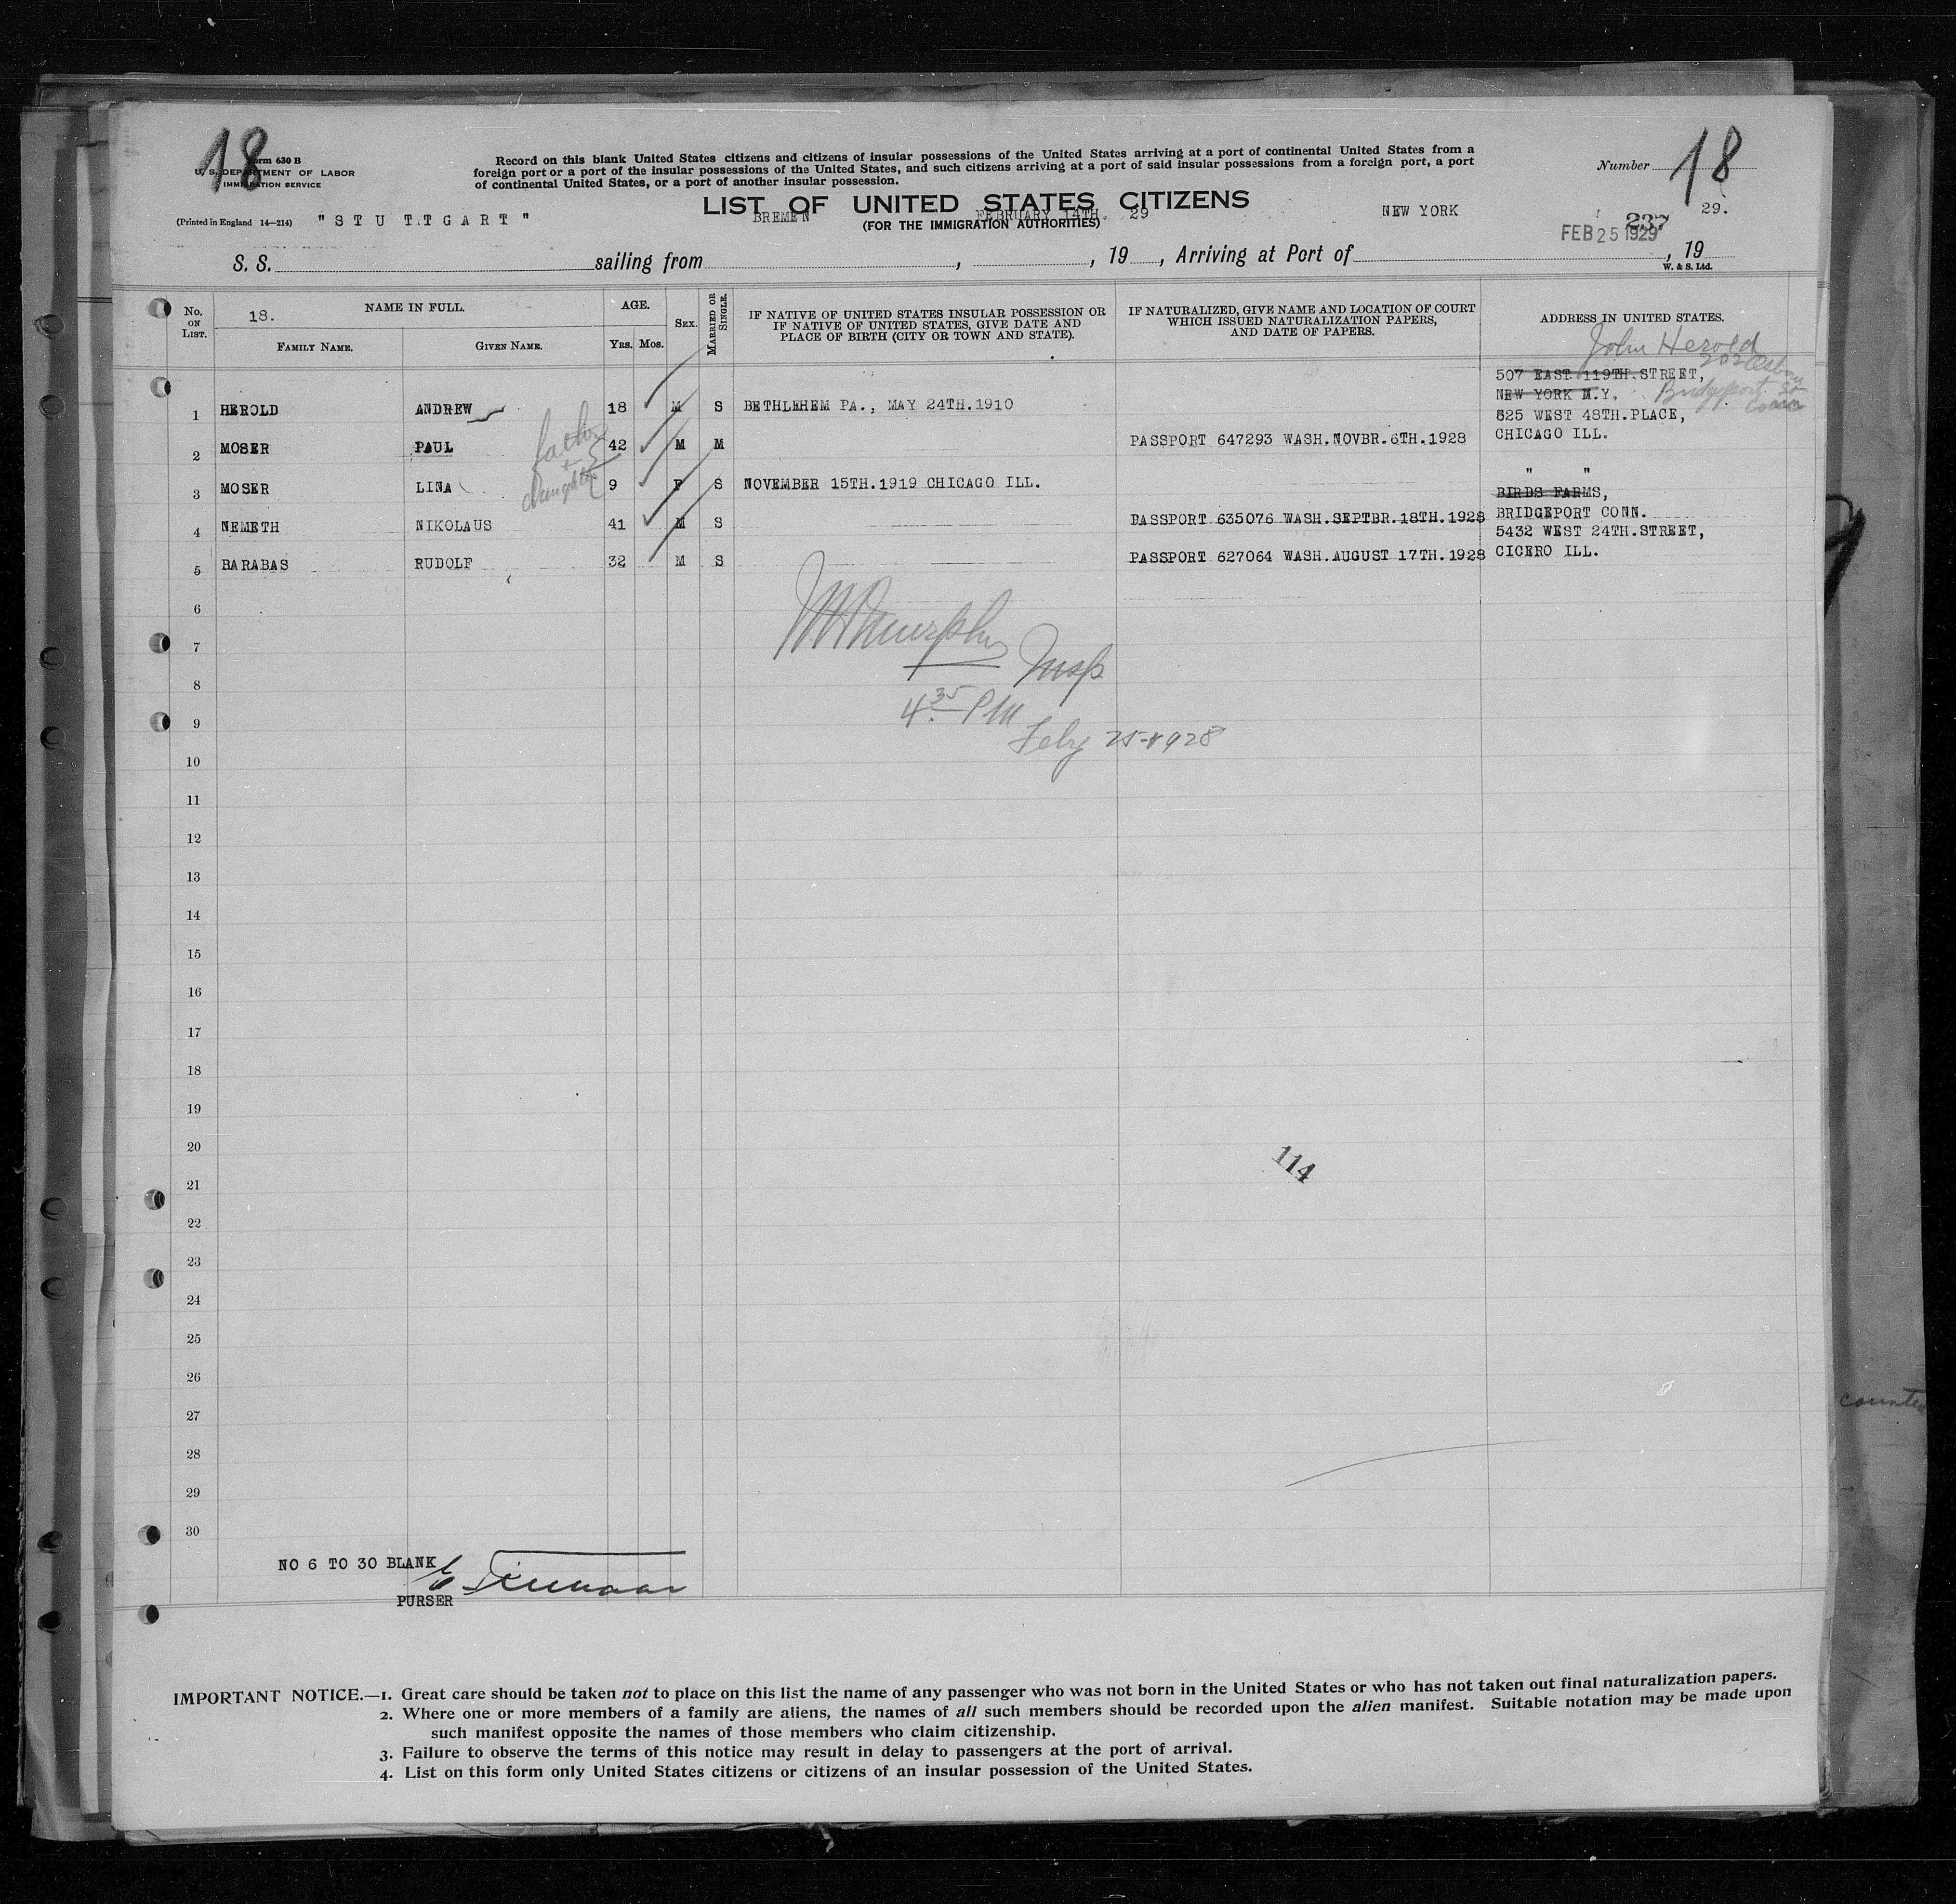 18
Form 630 B
U. S. DEPARTMENT OF LABOR
IMMIGRATION SERVICE
(Printed in England 14—214)
Record on this blank United States citizens and citizens of insular possessions of the United States arriving at a port of continental United States from a
foreign port or a port of the insular possessions of the United States, and such citizens arriving at a port of said insular possessions from a foreign port, a port
of continental United States, or a port of another insular possession.
Number 18
LIST OF UNITED STATES CITIZENS
(FOR THE IMMIGRATION AUTHORITIES)
"STUTTGART" BREMEN FEBRUARY 14TH. 29 NEW YORK 29.
237
FEB 25 1929
S. S. sailing from , , 19 , Arriving at Port of , 19
W. & S. Ltd.
No. ON LIST. 18. NAME IN FULL. AGE. SEX. MARRIED OR SINGLE.
FAMILY NAME. GIVEN NAME. Yrs. Mos.
IF NATIVE OF UNITED STATES INSULAR POSSESSION OR
IF NATIVE OF UNITED STATES, GIVE DATE AND
PLACE OF BIRTH (CITY OR TOWN AND STATE).
IF NATURALIZED, GIVE NAME AND LOCATION OF COURT
WHICH ISSUED NATURALIZATION PAPERS,
AND DATE OF PAPERS.
ADDRESS IN UNITED STATES.
John Herold
202
Bridgeport St
Conn
507 EAST 119TH.STREET,
NEW YORK N.Y.
1 HEROLD ANDREW 18 M S BETHLEHEM PA., MAY 24TH.1910
625 WEST 48TH.PLACE,
CHICAGO ILL.
2 MOSER PAUL 42 M M PASSPORT 647293 WASH.NOVBR.6TH.1928
father
+
daughter
" "
3 MOSER LINA 9 F S NOVEMBER 15TH.1919 CHICAGO ILL.
BIRDS FARMS,
BRIDGEPORT CONN.
4 NEMETH NIKOLAUS 41 M S PASSPORT 635076 WASH.SEPTBR.18TH.1928
5432 WEST 24TH.STREET,
CICERO ILL.
5 BARABAS RUDOLF 32 M S PASSPORT 627064 WASH.AUGUST 17TH.1928
6
7
8
9
10
11
12
13
14
15
16
17
18
19
20
21
22
23
24
25
26
27
28
29
30
Murphy
Insp
4.35 PM
Feby 25-1928
114
counted
NO 6 TO 30 BLANK
PURSER
IMPORTANT NOTICE.—1. Great care should be taken not to place on this list the name of any passenger who was not born in the United States or who has not taken out final naturalization papers.
2. Where one or more members of a family are aliens, the names of all such members should be recorded upon the alien manifest. Suitable notation may be made upon
such manifest opposite the names of those members who claim citizenship.
3. Failure to observe the terms of this notice may result in delay to passengers at the port of arrival.
4. List on this form only United States citizens or citizens of an insular possession of the United States.